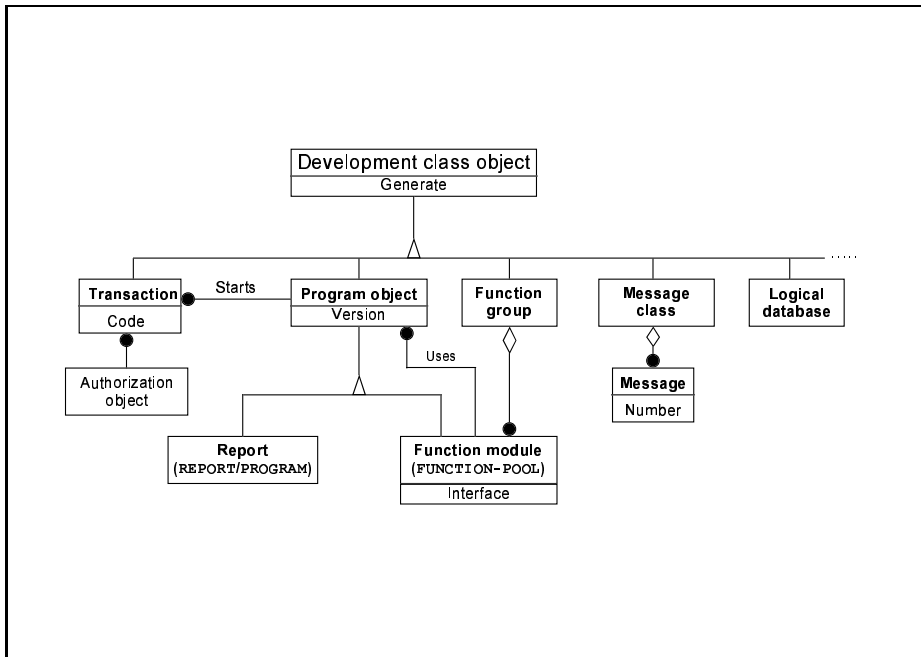 Development class object
Generate
.....
Transaction
Code
Starts
Program object
Version
Function
group
Message
class
Logical
database
Uses
Authorization
object
Message
Number
Report
(REPORT/PROGRAM)
Function module
(FUNCTION-POOL)
Interface